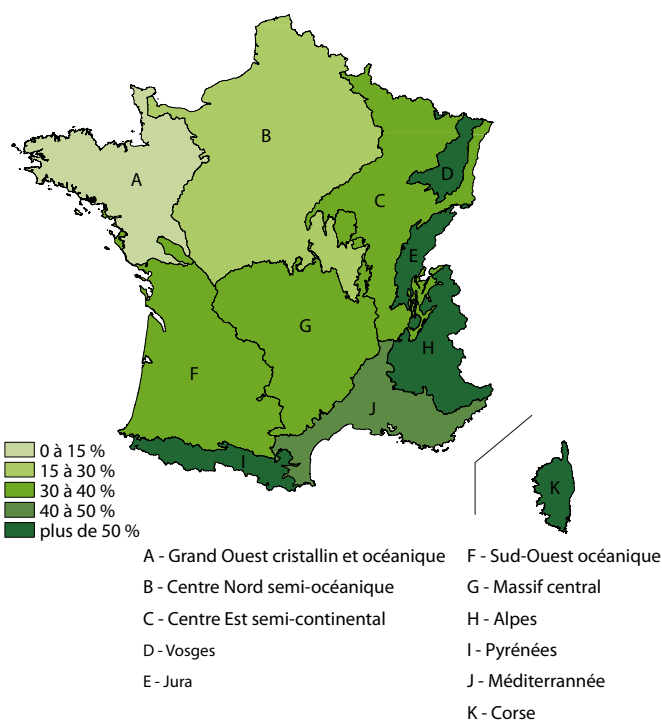 B
A
D
C
E
G
H
F
J
I
K
0 à 15 %
15 à 30 %
30 à 40 %
40 à 50 %
plus de 50 %
A - Grand Ouest cristallin et océanique
B - Centre Nord semi-océanique
C - Centre Est semi-continental
D - Vosges
E - Jura
F - Sud-Ouest océanique
G - Massif central
H - Alpes
I - Pyrénées
J - Méditerrannée
K - Corse